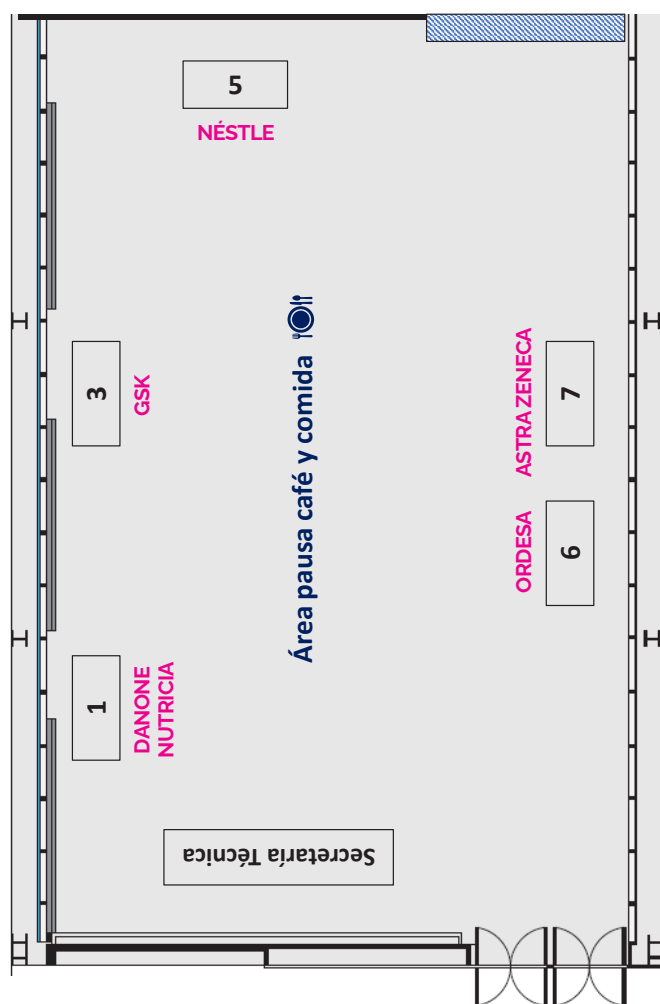 5
NÉSTLE
3
GSK
Área pausa café y comida
ASTRA ZENECA
7
ORDESA
6
1
DANONE
NUTRICIA
Secretaría Técnica